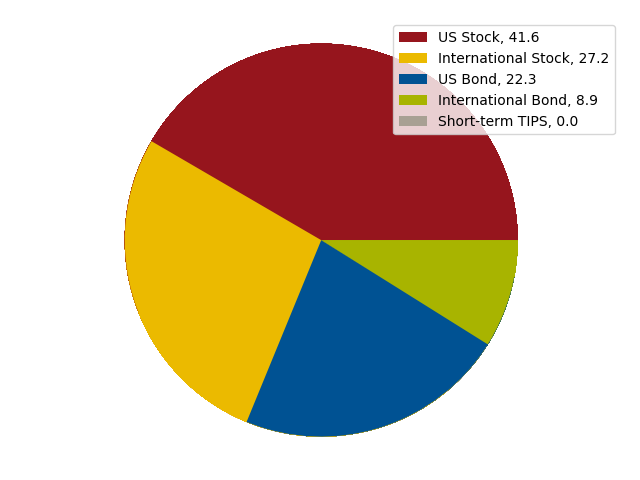 US Stock, 41.6
International Stock, 27.2
US Bond, 22.3
International Bond, 8.9
Short-term TIPS, 0.0